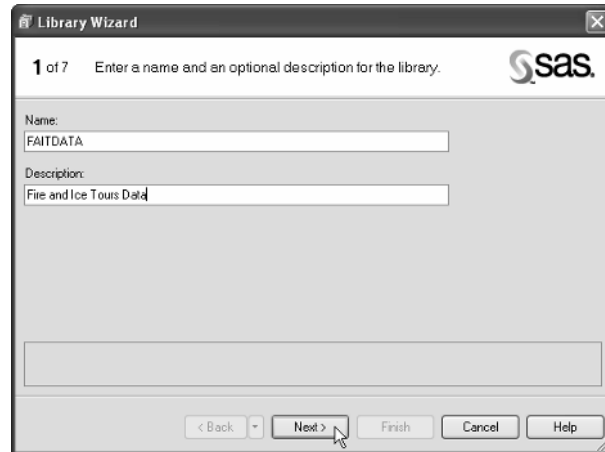 Library Wizard
1 of 7 Enter a name and an optional description for the library.
sas.
Name:
FAITDATA
Description:
Fire and Ice Tours Data
< Back
Next >
Finish
Cancel
Help